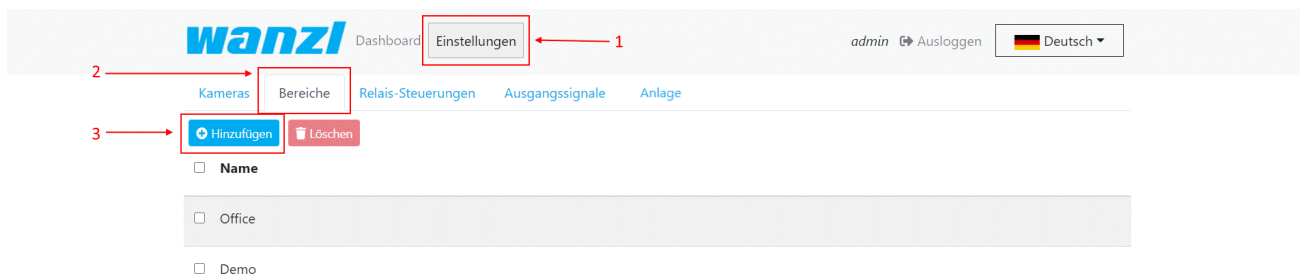 wanzl Dashboard Einstellungen 1 admin Ausloggen Deutsch
2
Kameras Bereiche Relais-Steuerungen Ausgangssignale Anlage
3 Hinzufügen Löschen
Name
Office
Demo